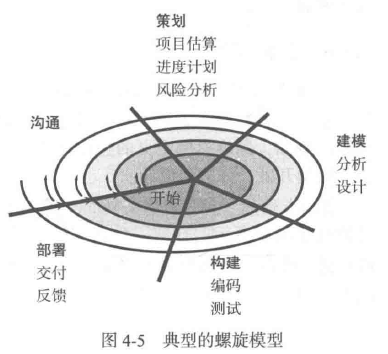 策划
项目估算
进度计划
风险分析
沟通
建模
分析
设计
开始
部署
交付
反馈
构建
编码
测试
图 4-5 典型的螺旋模型